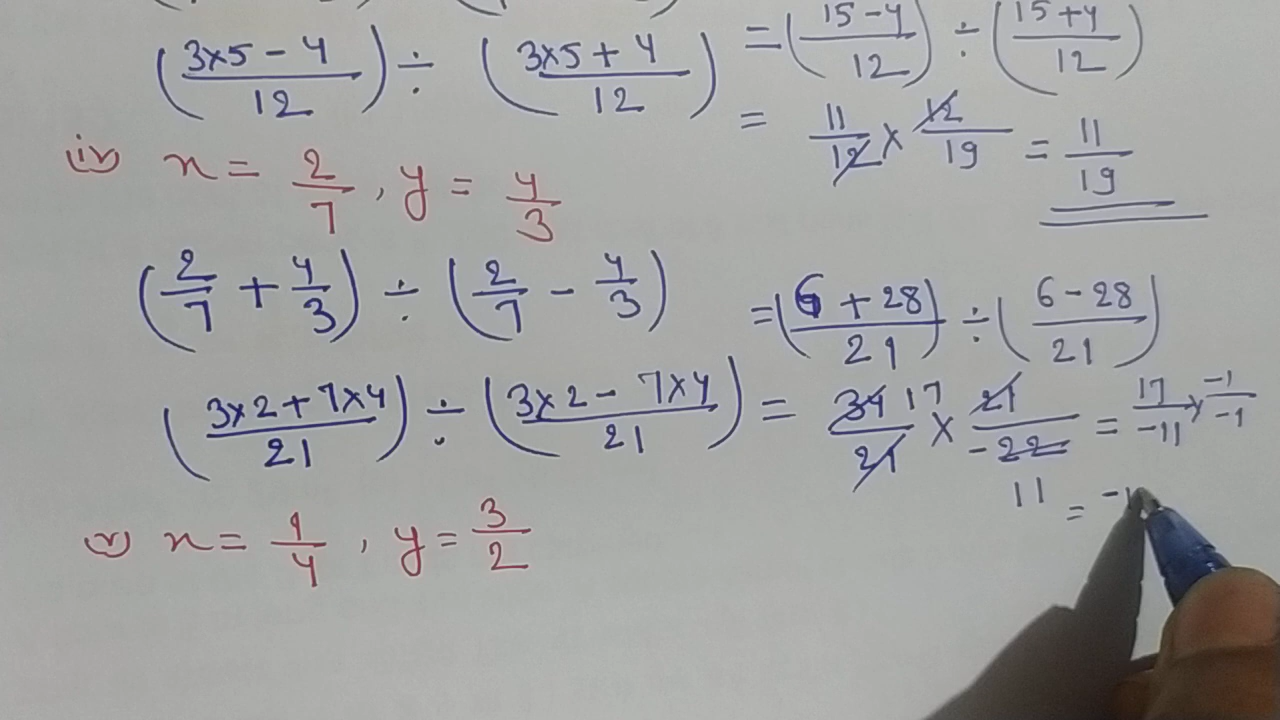 (3×5-4/12) ÷ (3×5+4/12) = (15-4/12) ÷ (15+4/12)
= 11/12 × 12/19 = 11/19
(iv) x = 2/7 , y = 4/3
(2/7 + 4/3) ÷ (2/7 - 4/3) = (6+28/21) ÷ (6-28/21)
(3×2+7×4/21) ÷ (3×2-7×4/21) = 34 17/21 × 21/-22 11 = 17/-11 × -1/-1
= -1
(v) x = 1/4 , y = 3/2